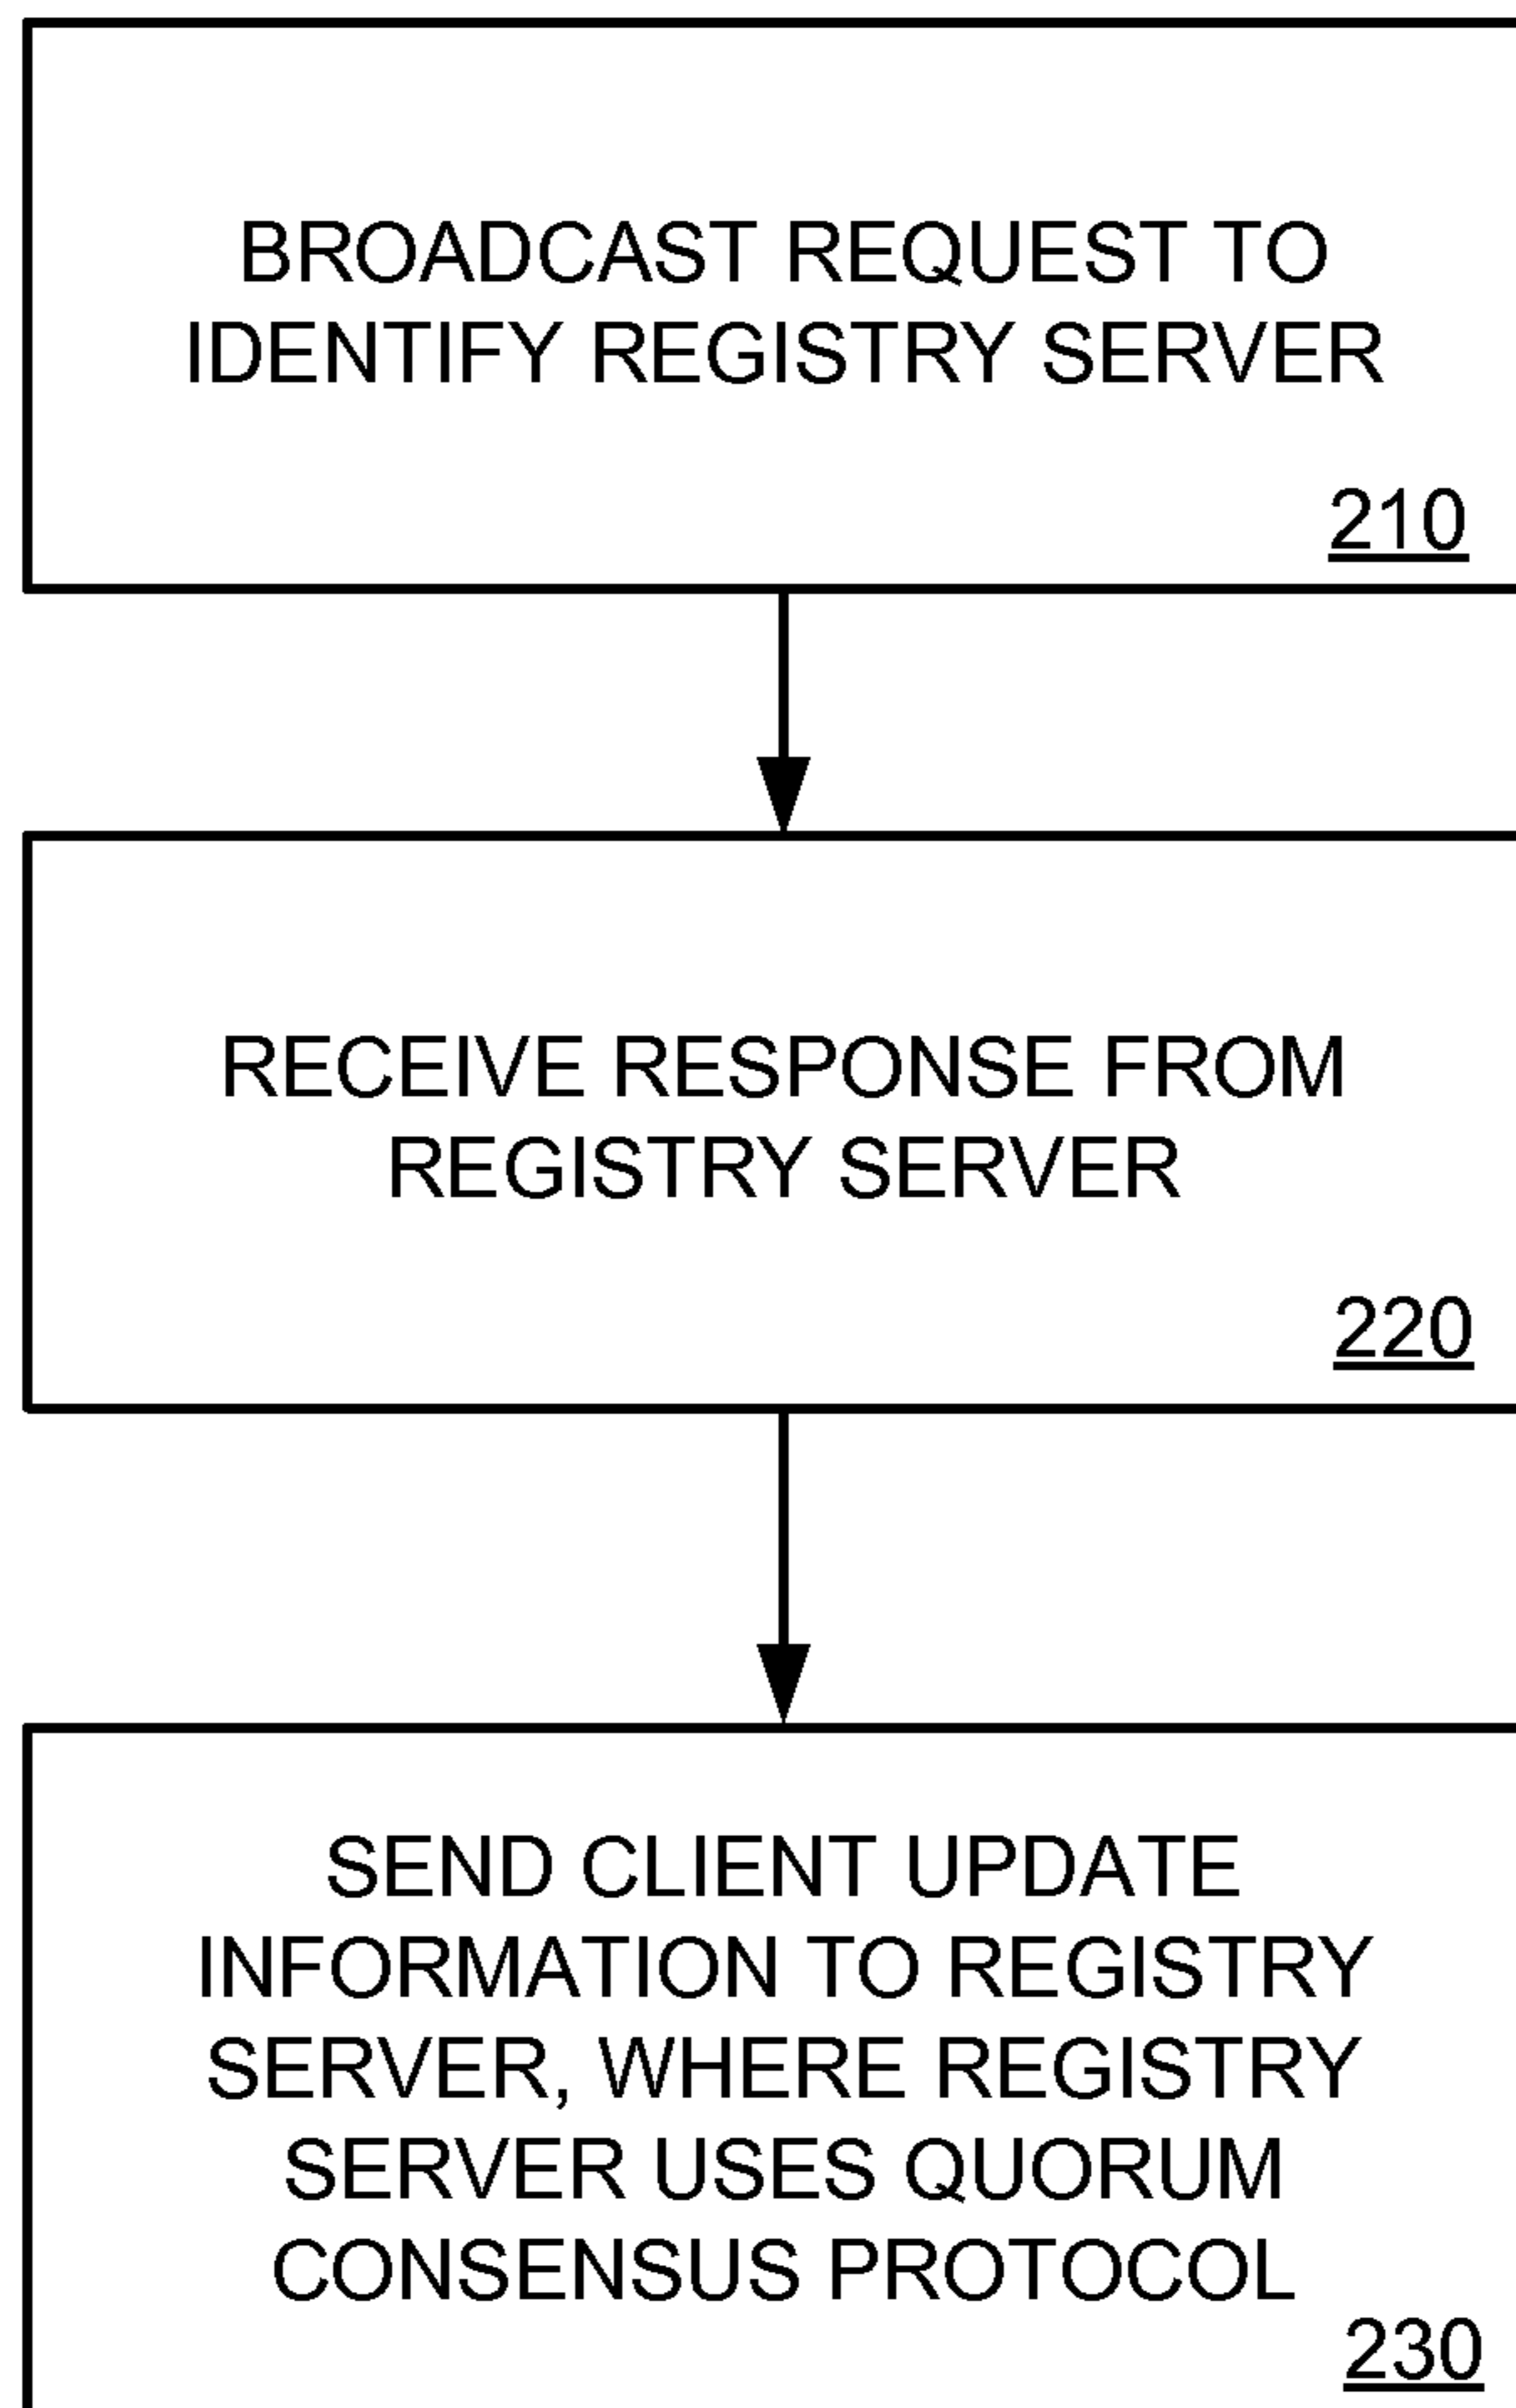 BROADCAST REQUEST TO
IDENTIFY REGISTRY SERVER
210
RECEIVE RESPONSE FROM
REGISTRY SERVER
220
SEND CLIENT UPDATE
INFORMATION TO REGISTRY
SERVER, WHERE REGISTRY
SERVER USES QUORUM
CONSENSUS PROTOCOL
230